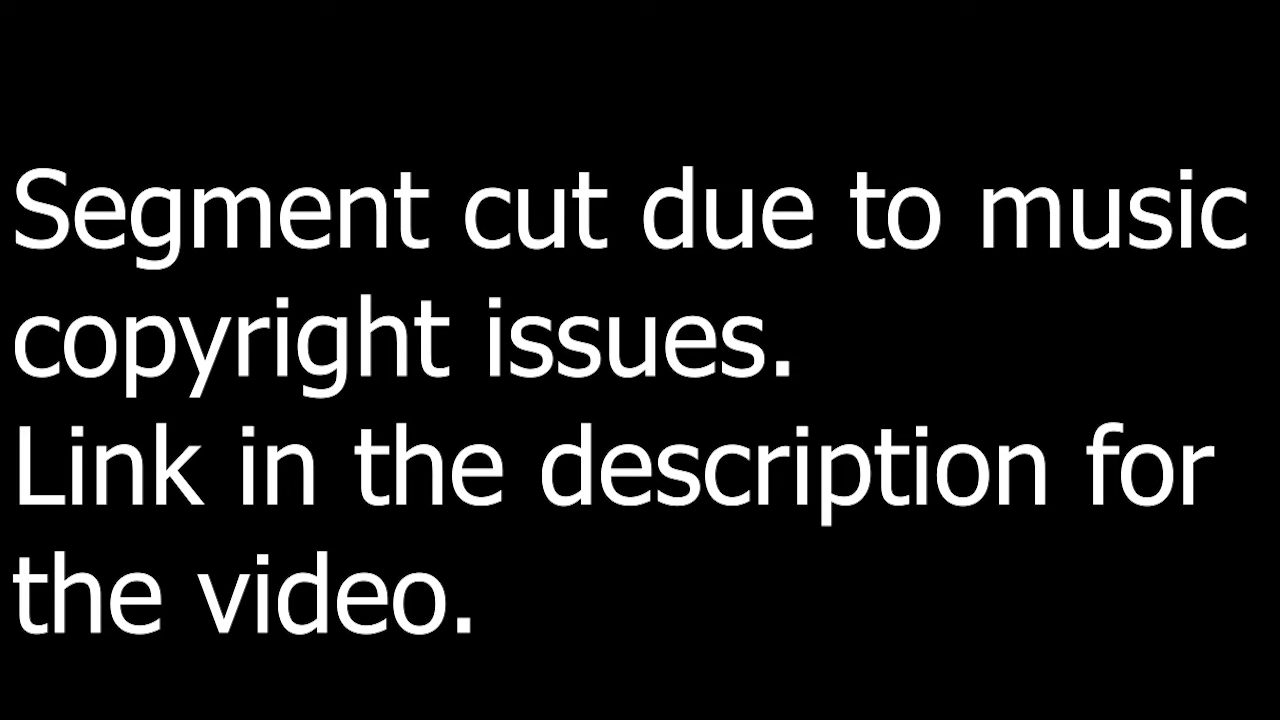 Segment cut due to music
copyright issues.
Link in the description for
the video.